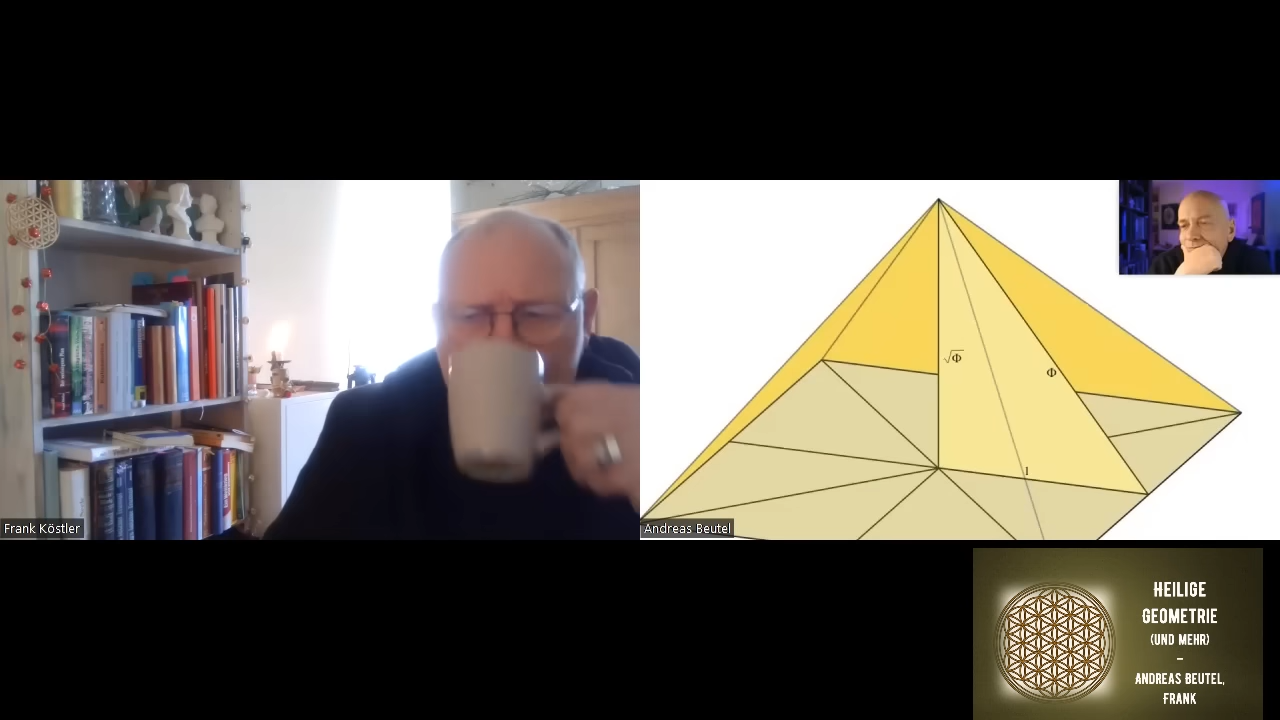 √Φ
Φ
1
Frank Köstler
Andreas Beutel
HEILIGE
GEOMETRIE
(UND MEHR)
–
ANDREAS BEUTEL,
FRANK